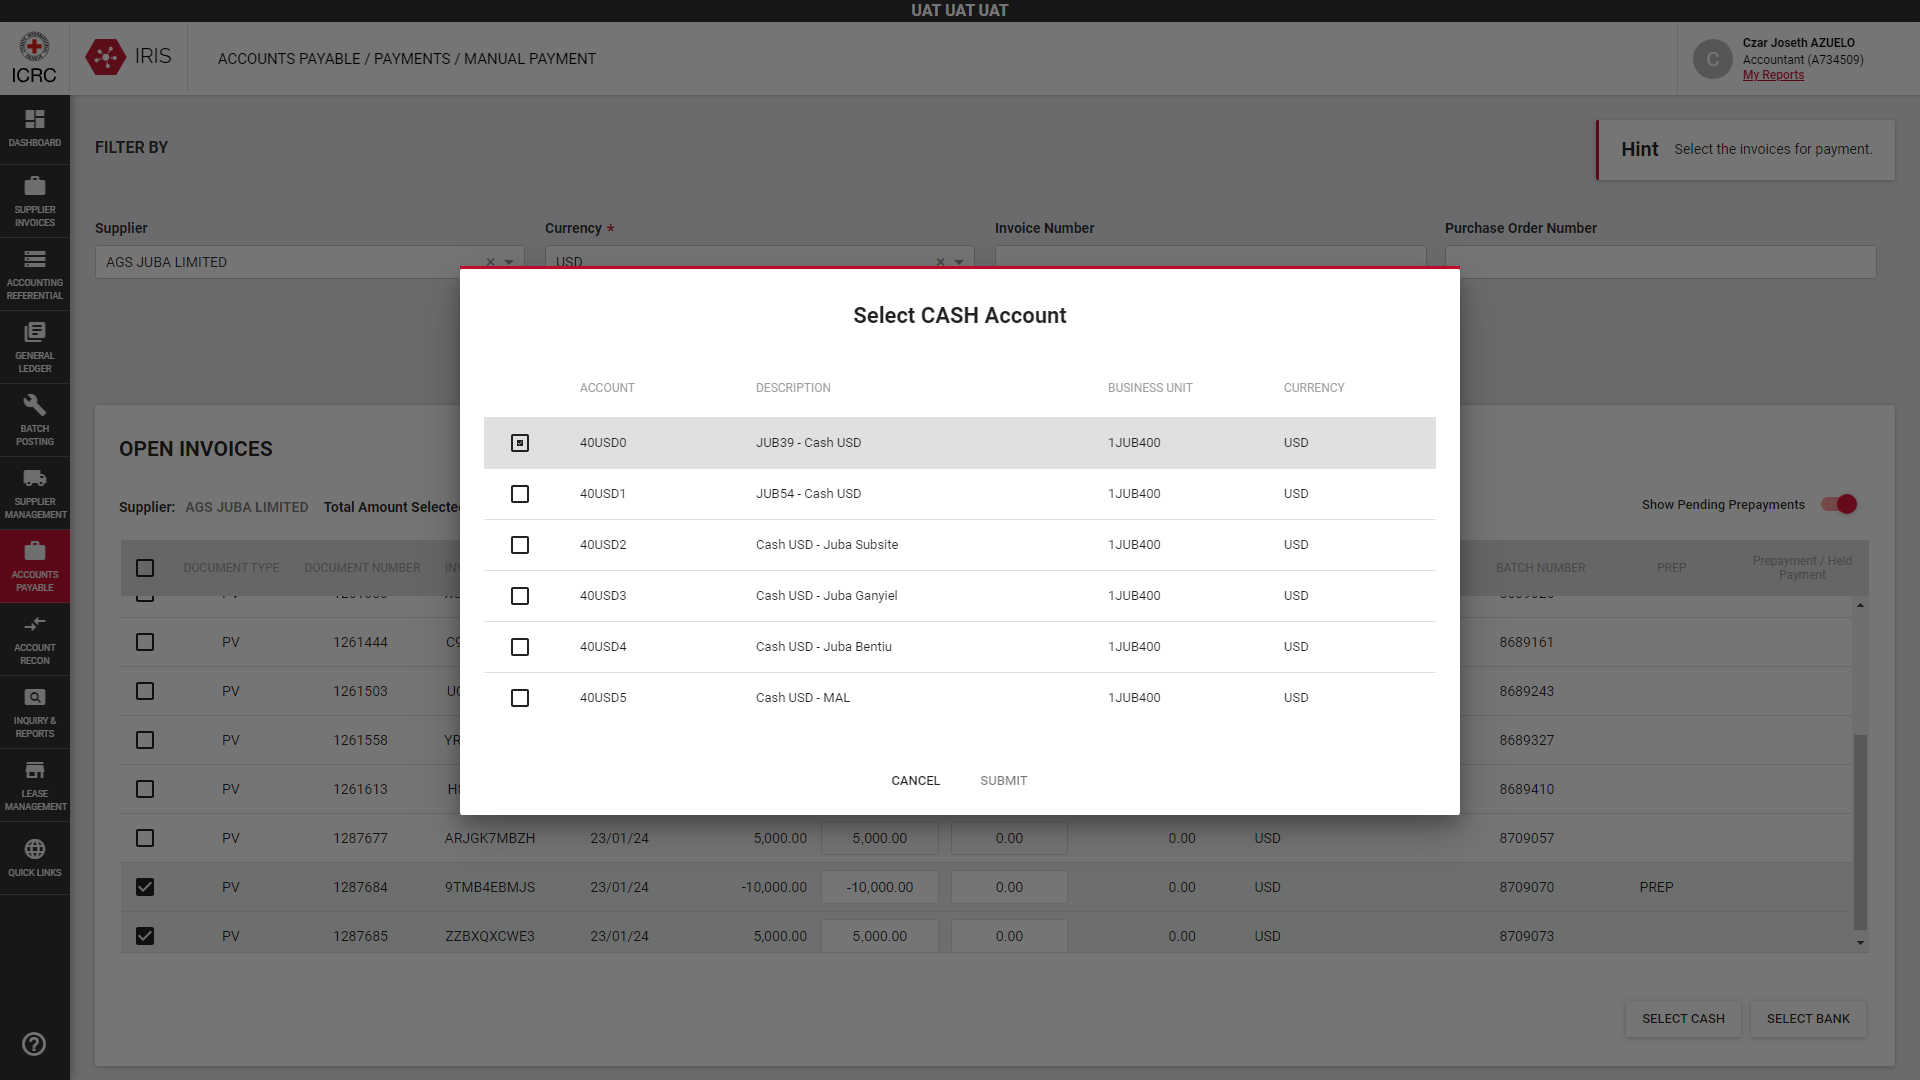 UAT UAT UAT
ICRC
IRIS
ACCOUNTS PAYABLE / PAYMENTS / MANUAL PAYMENT
C
Czar Joseth AZUELO
Accountant (A734509)
My Reports
DASHBOARD
SUPPLIER
INVOICES
ACCOUNTING
REFERENTIAL
GENERAL
LEDGER
BATCH
POSTING
SUPPLIER
MANAGEMENT
ACCOUNTS
PAYABLE
ACCOUNT
RECON
INQUIRY &
REPORTS
LEASE
MANAGEMENT
QUICK LINKS
FILTER BY
Hint Select the invoices for payment.
Supplier Currency * Invoice Number Purchase Order Number
AGS JUBA LIMITED USD
Select CASH Account
ACCOUNT DESCRIPTION BUSINESS UNIT CURRENCY
40USD0 JUB39 - Cash USD 1JUB400 USD
40USD1 JUB54 - Cash USD 1JUB400 USD
40USD2 Cash USD - Juba Subsite 1JUB400 USD
40USD3 Cash USD - Juba Ganyiel 1JUB400 USD
40USD4 Cash USD - Juba Bentiu 1JUB400 USD
40USD5 Cash USD - MAL 1JUB400 USD
CANCEL SUBMIT
OPEN INVOICES
Supplier: AGS JUBA LIMITED Total Amount Selected
Show Pending Prepayments
DOCUMENT TYPE DOCUMENT NUMBER BATCH NUMBER PREP Prepayment / Held
Payment
PV 1261444 8689161
PV 1261503 8689243
PV 1261558 8689327
PV 1261613 8689410
PV 1287677 ARJGK7MBZH 23/01/24 5,000.00 5,000.00 0.00 0.00 USD 8709057
PV 1287684 9TMB4EBMJS 23/01/24 -10,000.00 -10,000.00 0.00 0.00 USD 8709070 PREP
PV 1287685 ZZBXQXCWE3 23/01/24 5,000.00 5,000.00 0.00 0.00 USD 8709073
SELECT CASH SELECT BANK